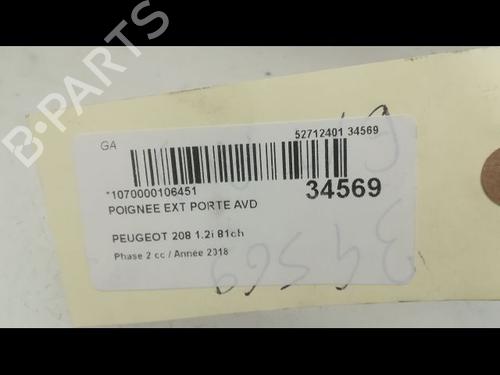 B-PARTS
GA
52712401 34569
*1070000106451
34569
POIGNEE EXT PORTE AVD
PEUGEOT 208 1.2i 81ch
Phase 2 cc / Année 2018
34569